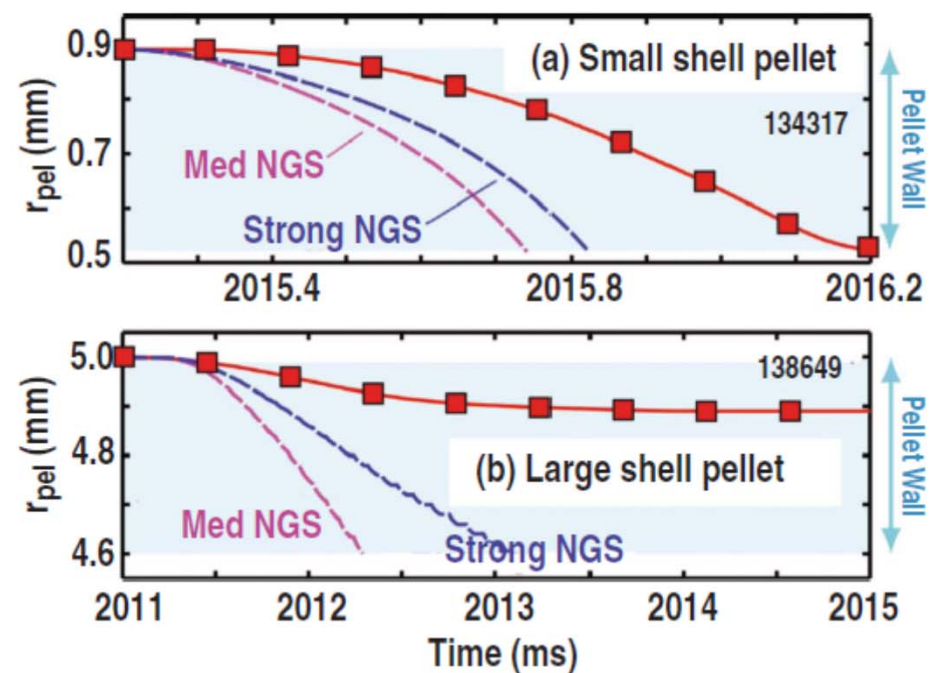 0.9
(a) Small shell pellet
134317
r_pel (mm)
0.7
Med NGS
Strong NGS
0.5
Pellet Wall
2015.4 2015.8 2016.2
5.0
138649
r_pel (mm)
4.8
(b) Large shell pellet
Med NGS
Strong NGS
4.6
Pellet Wall
2011 2012 2013 2014 2015
Time (ms)